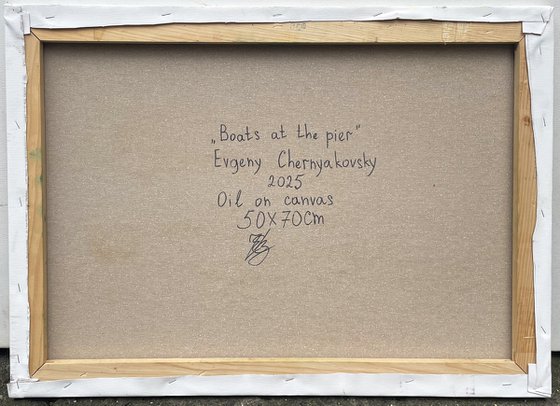 „Boats at the pier"
Evgeny Chernyakovsky
2025
Oil on canvas
50X70cm